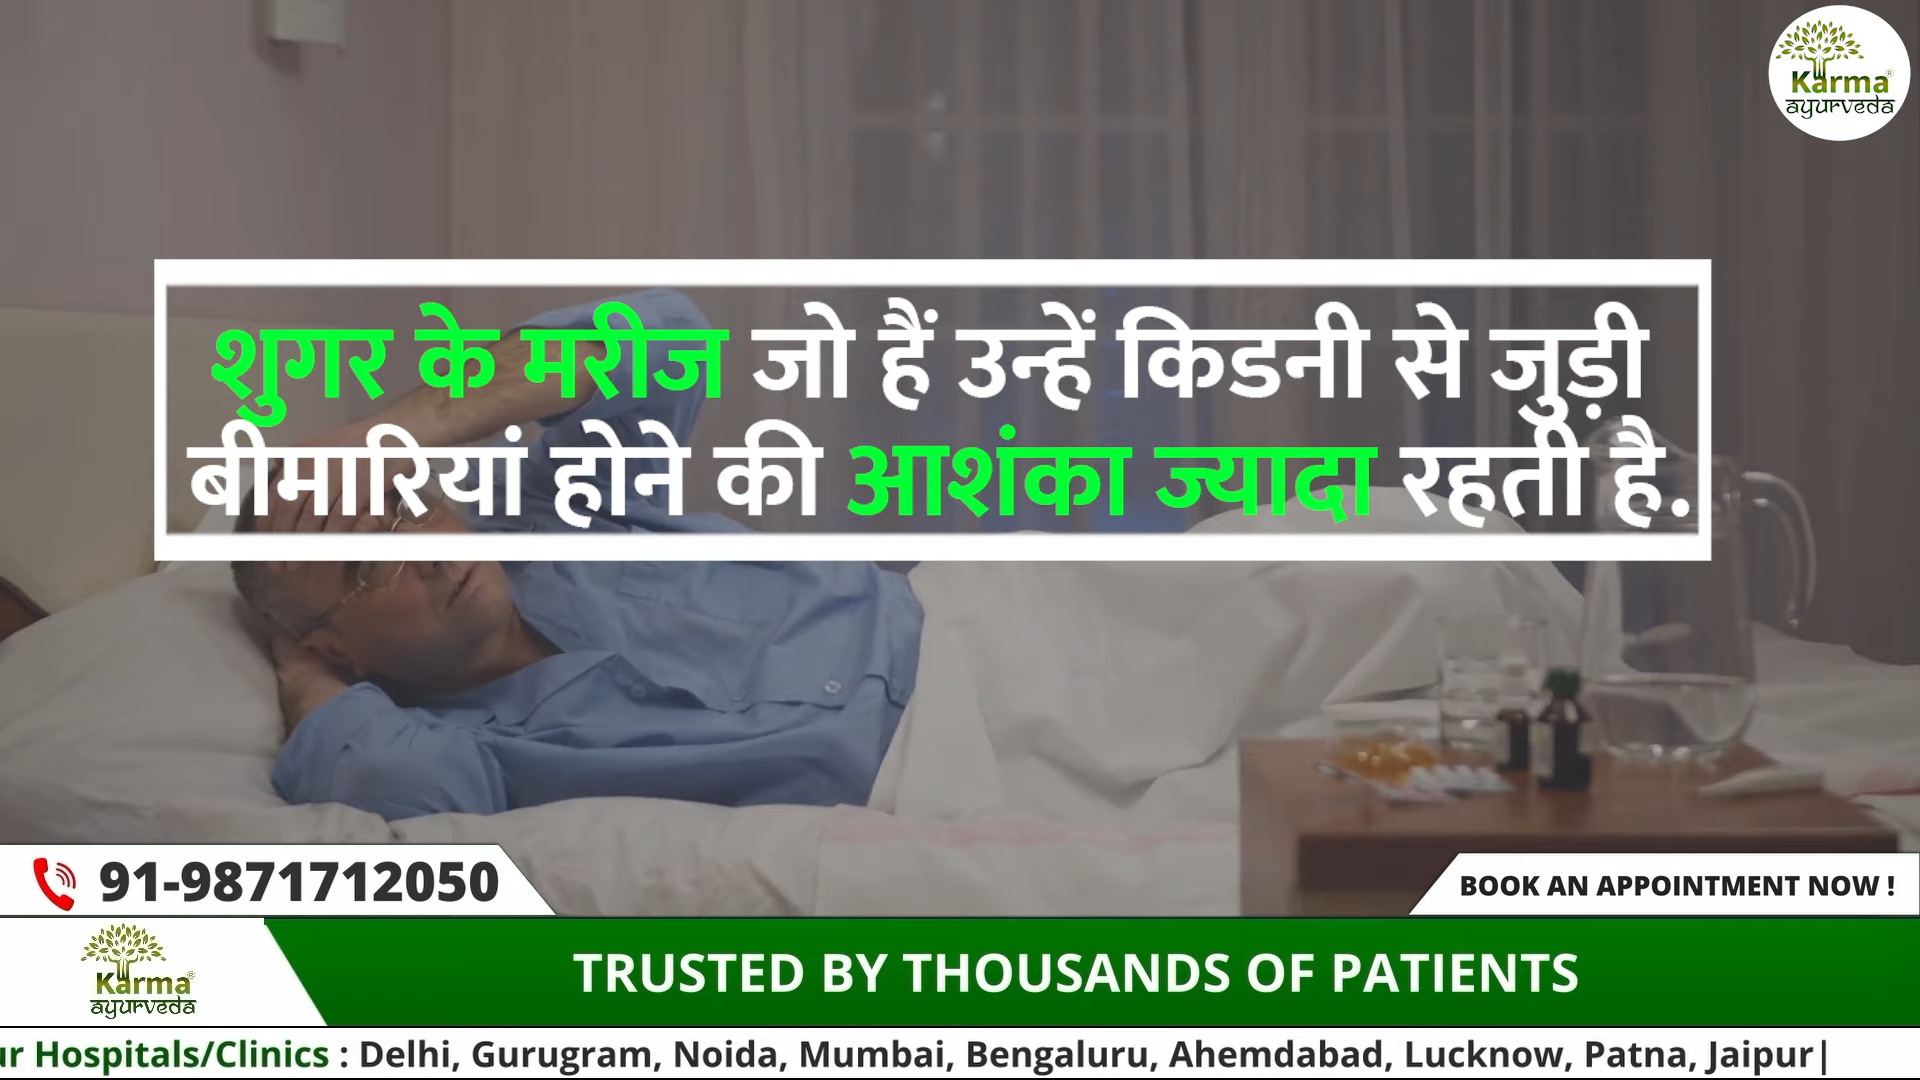 Karma®
ayurveda
शुगर के मरीज जो हैं उन्हें किडनी से जुड़ी
बीमारियां होने की आशंका ज्यादा रहती है.
91-9871712050
BOOK AN APPOINTMENT NOW !
Karma®
ayurveda
TRUSTED BY THOUSANDS OF PATIENTS
ur Hospitals/Clinics : Delhi, Gurugram, Noida, Mumbai, Bengaluru, Ahemdabad, Lucknow, Patna, Jaipur|